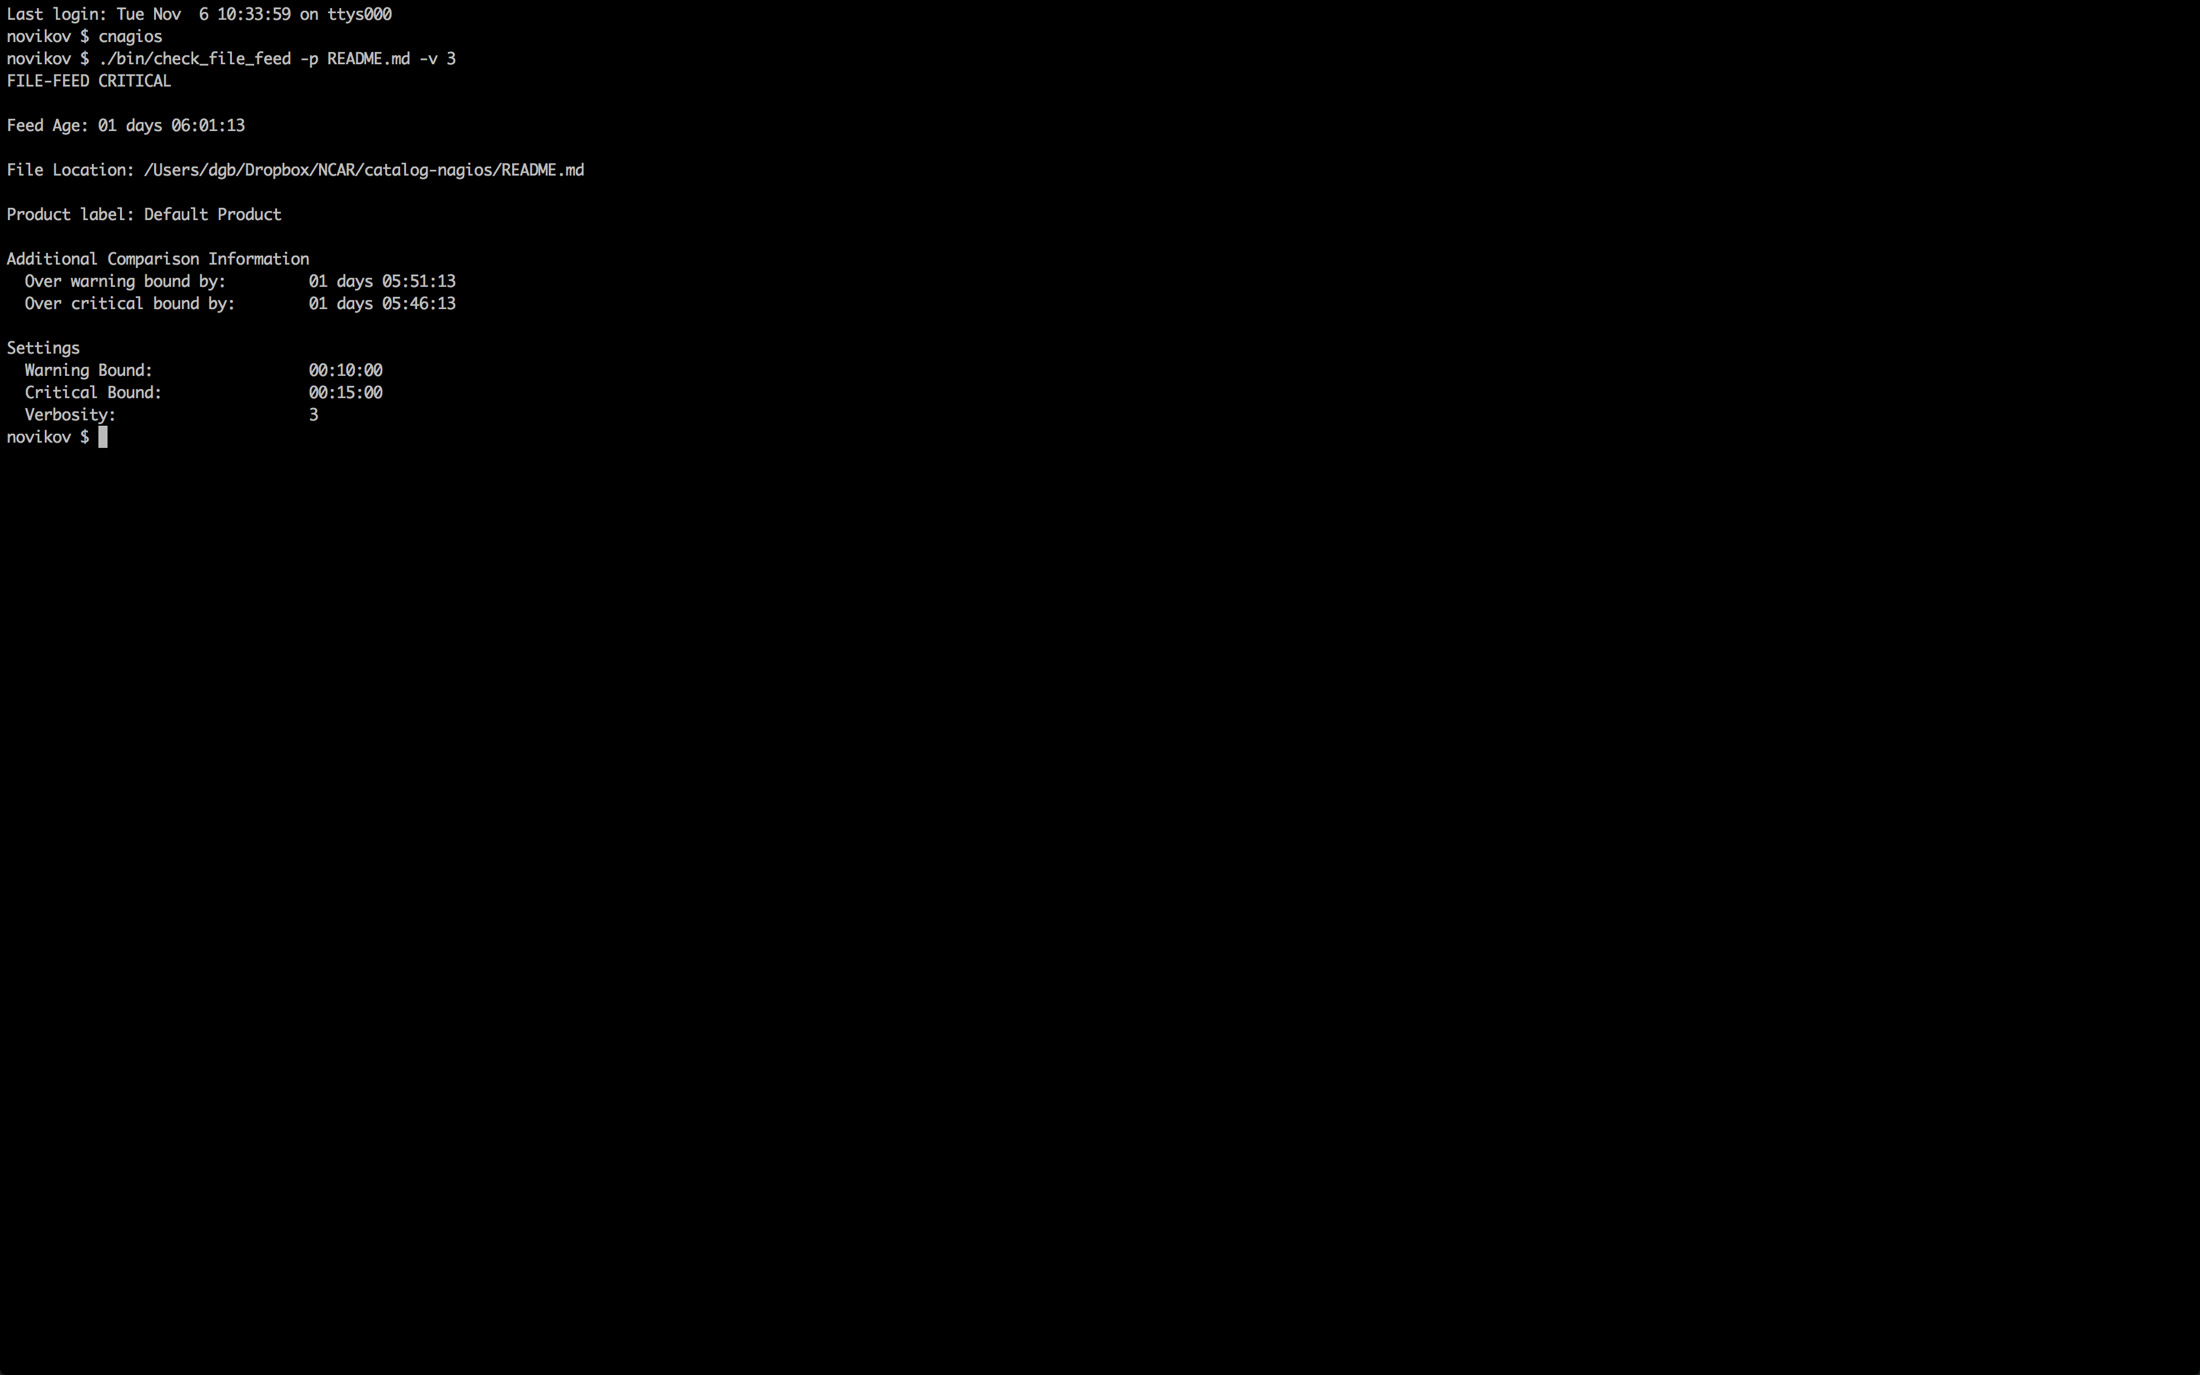 Last login: Tue Nov  6 10:33:59 on ttys000
novikov $ cnagios
novikov $ ./bin/check_file_feed -p README.md -v 3
FILE-FEED CRITICAL

Feed Age: 01 days 06:01:13

File Location: /Users/dgb/Dropbox/NCAR/catalog-nagios/README.md

Product label: Default Product

Additional Comparison Information
  Over warning bound by:         01 days 05:51:13
  Over critical bound by:        01 days 05:46:13

Settings
  Warning Bound:                 00:10:00
  Critical Bound:                00:15:00
  Verbosity:                     3
novikov $